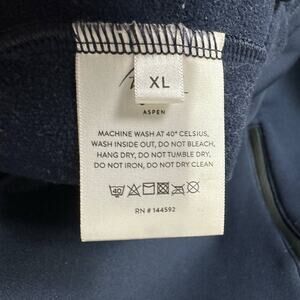 XL
ASPEN
MACHINE WASH AT 40° CELSIUS,
WASH INSIDE OUT, DO NOT BLEACH,
HANG DRY, DO NOT TUMBLE DRY,
DO NOT IRON, DO NOT DRY CLEAN
40
RN # 144592